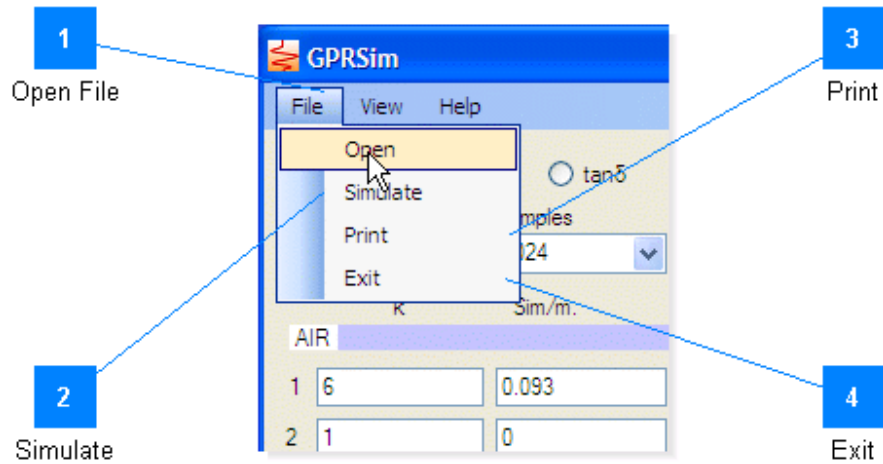 1
Open File
3
Print
GPRSim
File View Help
Open
tanδ
Simulate
mples
Print
024
Exit
Sim/m.
AIR
1 6 0.093
2 1 0
2
Simulate
4
Exit